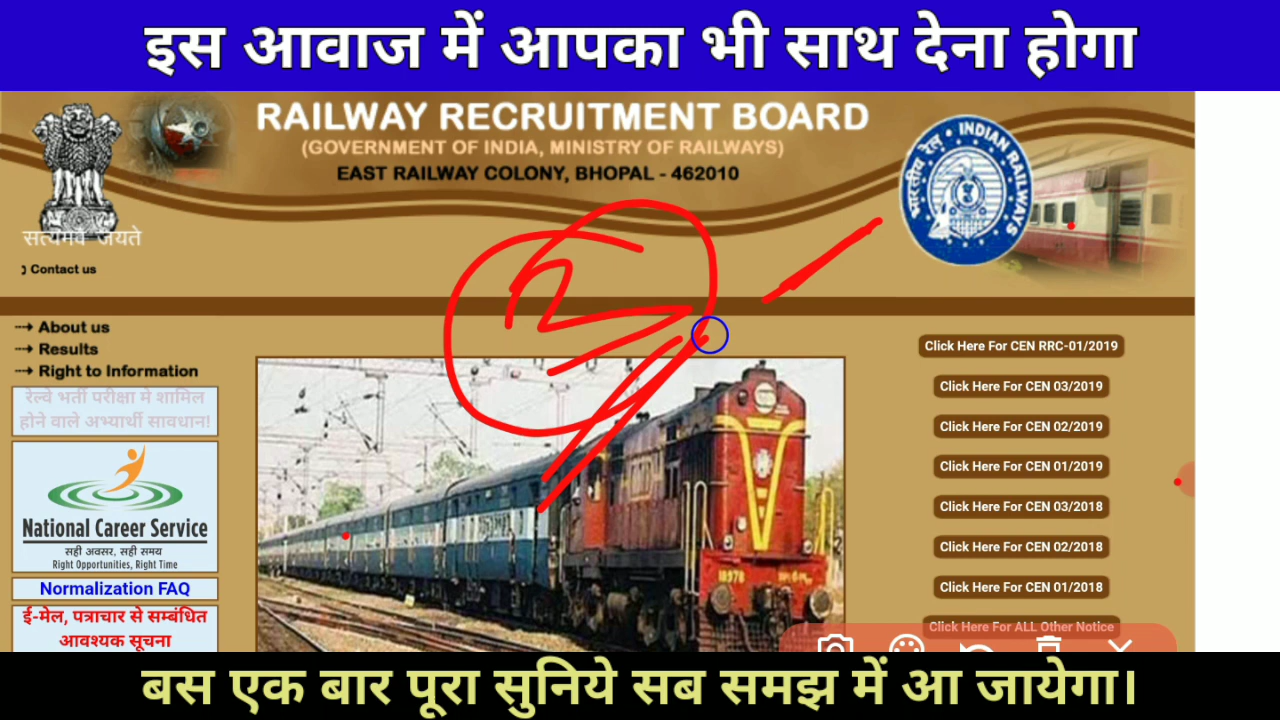 इस आवाज में आपका भी साथ देना होगा
RAILWAY RECRUITMENT BOARD
(GOVERNMENT OF INDIA, MINISTRY OF RAILWAYS)
EAST RAILWAY COLONY, BHOPAL - 462010
भारतीय रेल • INDIAN RAILWAYS
सत्यमेव जयते
Contact us
About us
Results
Right to Information
रेल्वे भर्ती परीक्षा मे शामिल
होने वाले अभ्यार्थी सावधान!
National Career Service
सही अवसर, सही समय
Right Opportunities, Right Time
Normalization FAQ
ई-मेल, पत्राचार से सम्बंधित
आवश्यक सूचना
Click Here For CEN RRC-01/2019
Click Here For CEN 03/2019
Click Here For CEN 02/2019
Click Here For CEN 01/2019
Click Here For CEN 03/2018
Click Here For CEN 02/2018
Click Here For CEN 01/2018
Click Here For ALL Other Notice
बस एक बार पूरा सुनिये सब समझ में आ जायेगा।